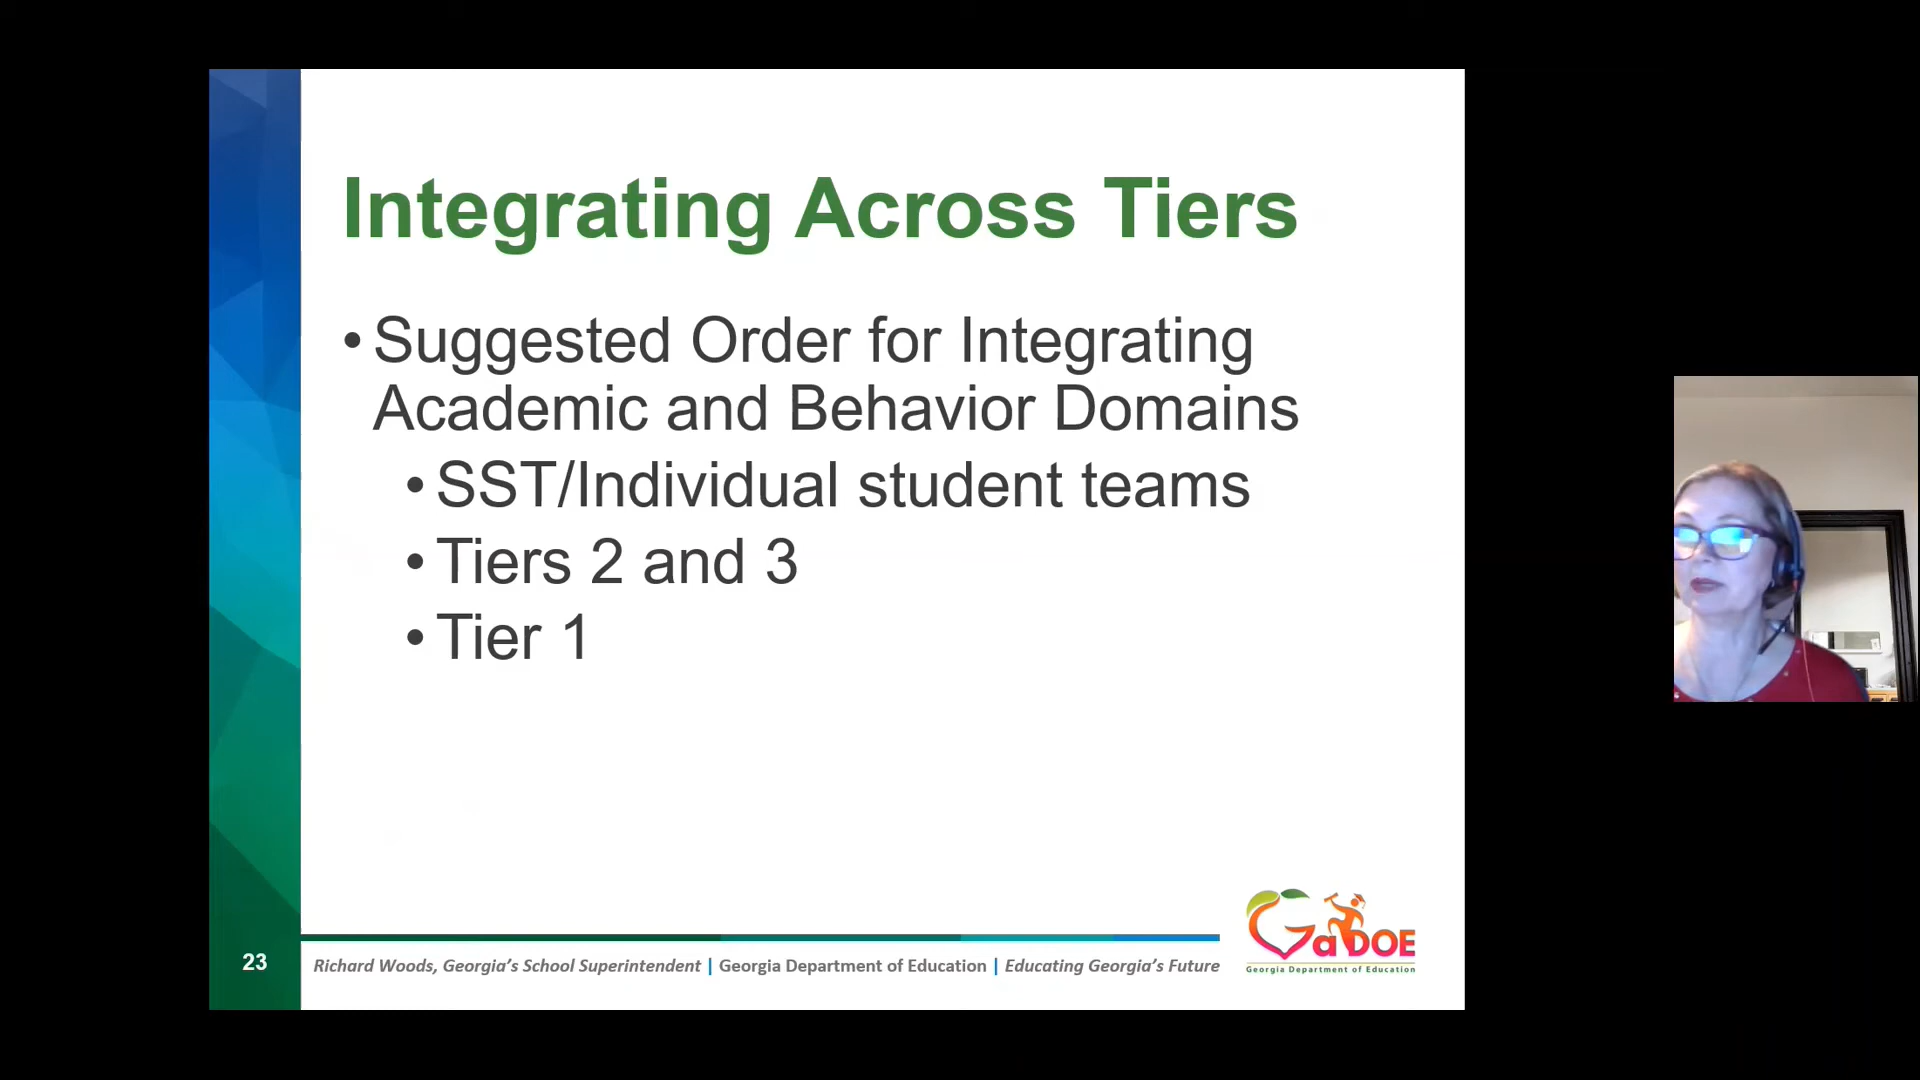 Integrating Across Tiers
• Suggested Order for Integrating
Academic and Behavior Domains
• SST/Individual student teams
• Tiers 2 and 3
• Tier 1
23
Richard Woods, Georgia's School Superintendent | Georgia Department of Education | Educating Georgia's Future
GaDOE
Georgia Department of Education